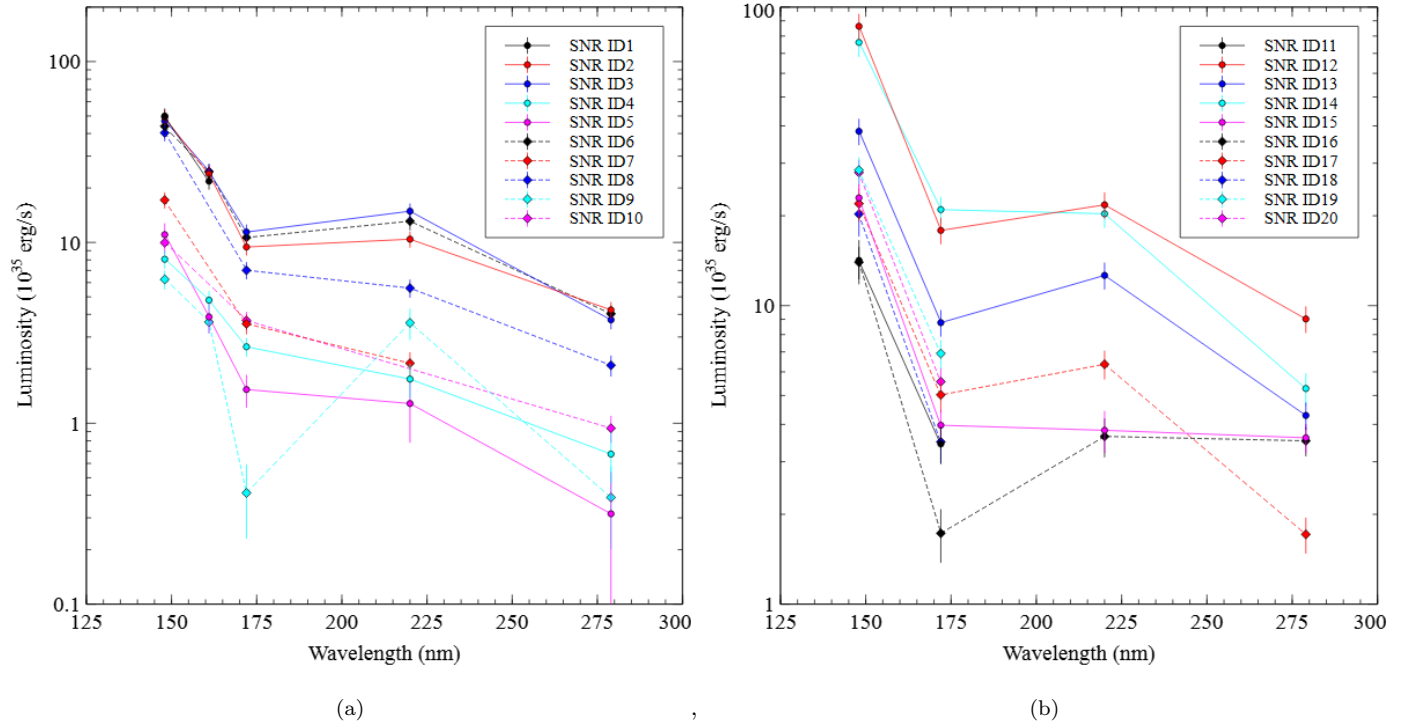 100
10
1
0.1
Luminosity (10³⁵ erg/s)
125 150 175 200 225 250 275 300
Wavelength (nm)
SNR ID1
SNR ID2
SNR ID3
SNR ID4
SNR ID5
SNR ID6
SNR ID7
SNR ID8
SNR ID9
SNR ID10
(a)
,
100
10
1
Luminosity (10³⁵ erg/s)
125 150 175 200 225 250 275 300
Wavelength (nm)
SNR ID11
SNR ID12
SNR ID13
SNR ID14
SNR ID15
SNR ID16
SNR ID17
SNR ID18
SNR ID19
SNR ID20
(b)